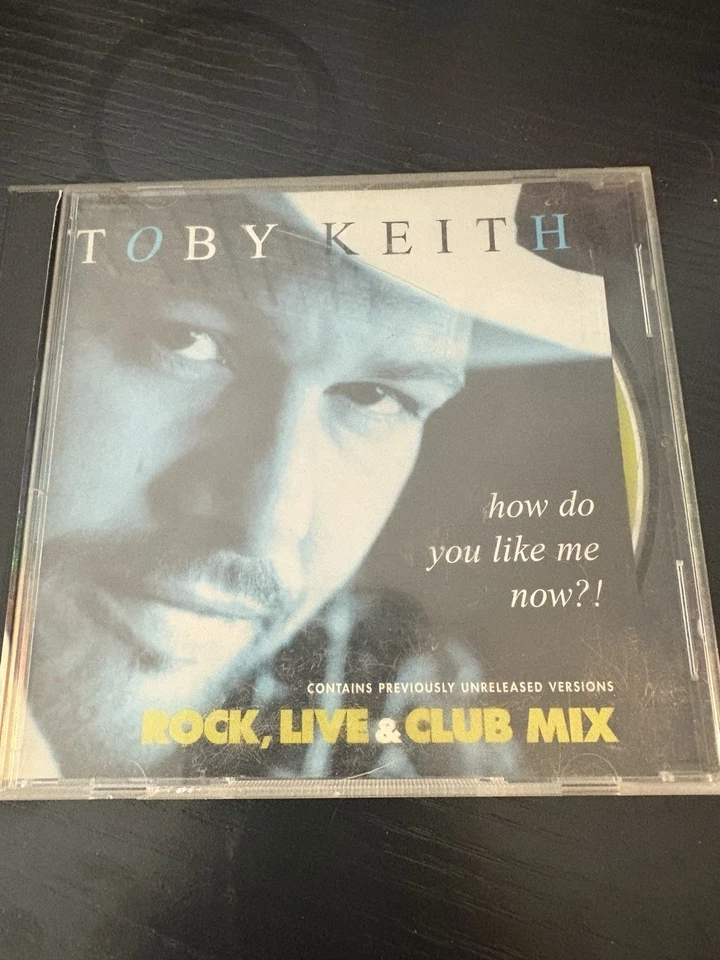 TOBY KEITH
how do
you like me
now?!
CONTAINS PREVIOUSLY UNRELEASED VERSIONS
ROCK, LIVE & CLUB MIX